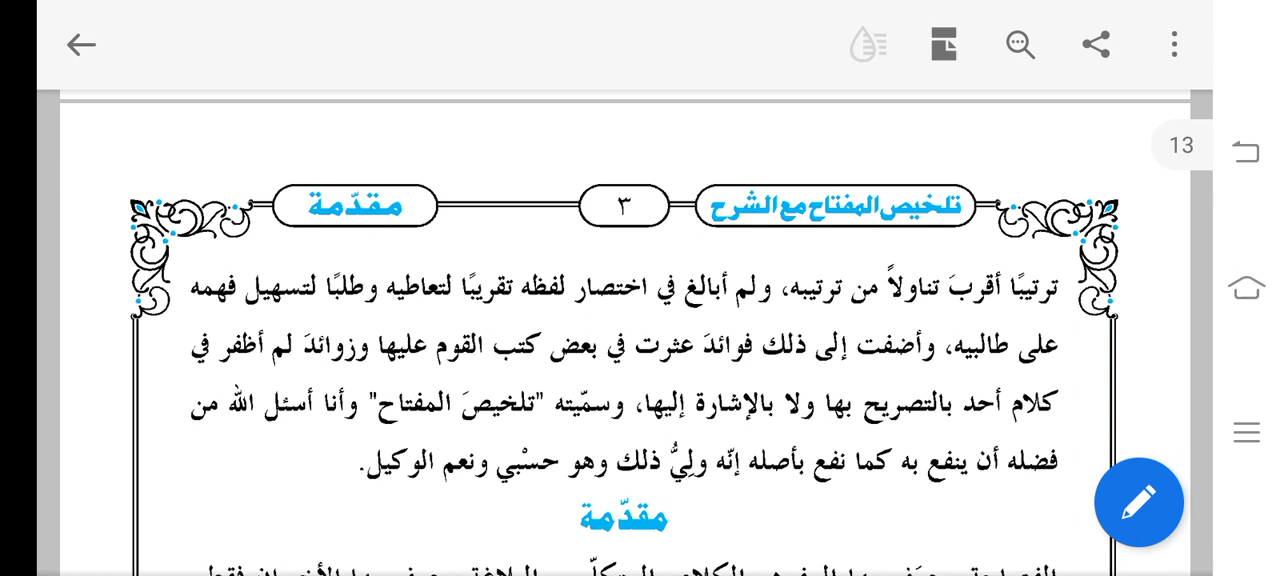 13
تلخيص المفتاح مع الشرح ٣ مقدّمة
ترتيبًا أقربَ تناولاً من ترتيبه، ولم أبالغ في اختصار لفظه تقريبًا لتعاطيه وطلبًا لتسهيل فهمه
على طالبيه، وأضفت إلى ذلك فوائدَ عثرت في بعض كتب القوم عليها وزوائدَ لم أظفر في
كلام أحد بالتصريح بها ولا بالإشارة إليها، وسمّيته "تلخيصَ المفتاح" وأنا أسئل الله من
فضله أن ينفع به كما نفع بأصله إنّه ولِيُّ ذلك وهو حسْبي ونعم الوكيل.
مقدّمة